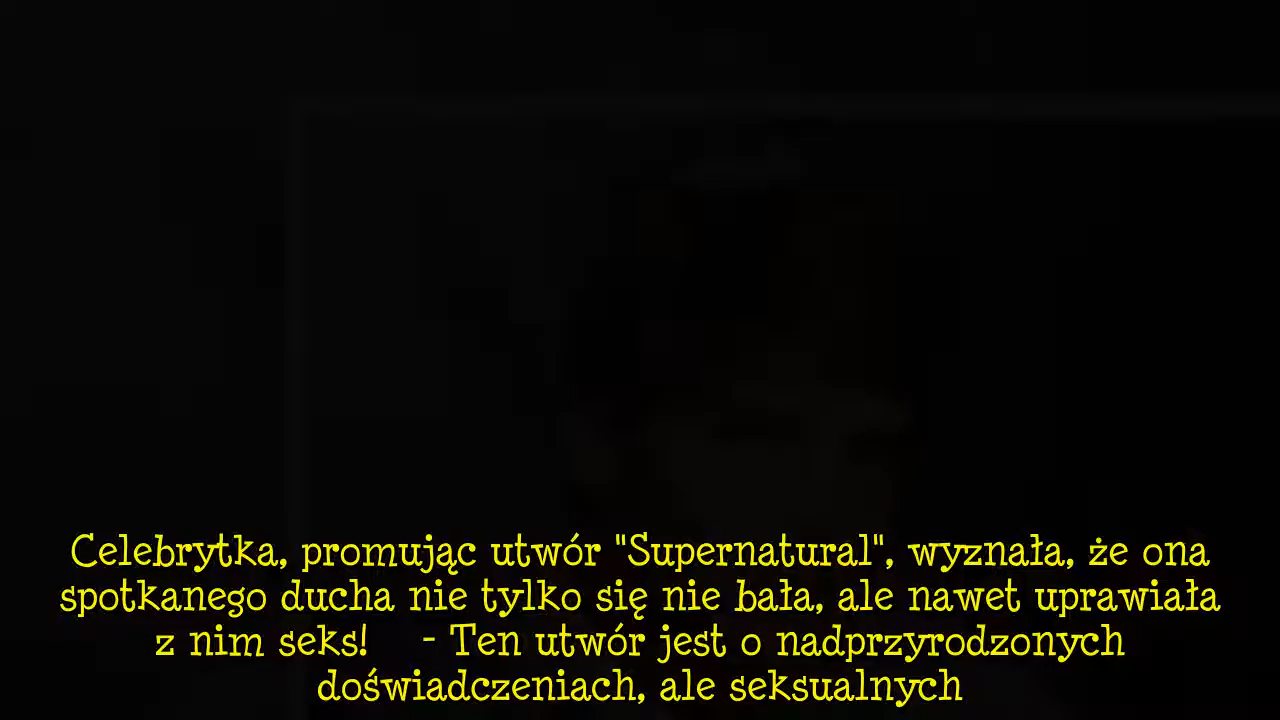 Celebrytka, promując utwór "Supernatural", wyznała, że ona
spotkanego ducha nie tylko się nie bała, ale nawet uprawiała
z nim seks! - Ten utwór jest o nadprzyrodzonych
doświadczeniach, ale seksualnych